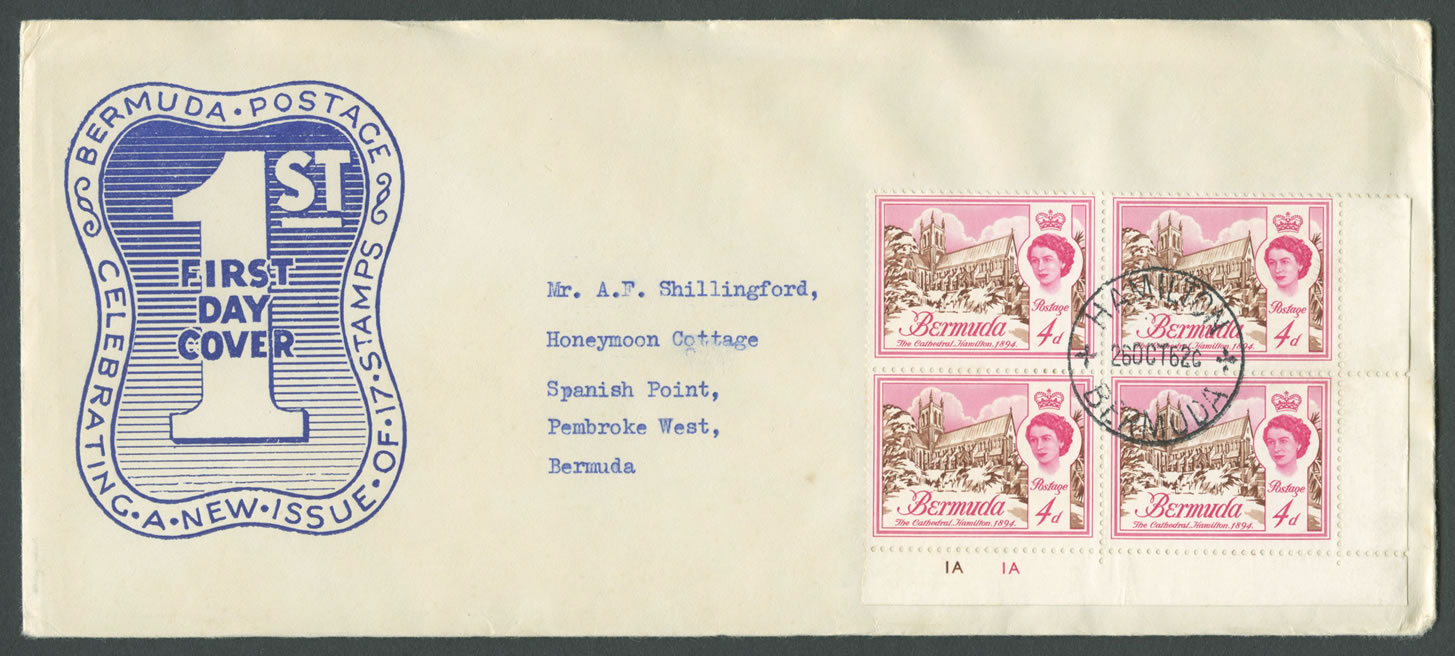 BERMUDA · POSTAGE
CELEBRATING · A · NEW · ISSUE · OF · 17 · STAMPS
1ST
FIRST
DAY
COVER
Mr. A.F. Shillingford,
Honeymoon Cottage
Spanish Point,
Pembroke West,
Bermuda
Postage
Bermuda 4d
The Cathedral, Hamilton, 1894.
Postage
Bermuda 4d
The Cathedral, Hamilton, 1894.
HAMILTON
26OCT62C
BERMUDA
Postage
Bermuda 4d
The Cathedral, Hamilton, 1894.
Postage
Bermuda 4d
The Cathedral, Hamilton, 1894.
1A 1A